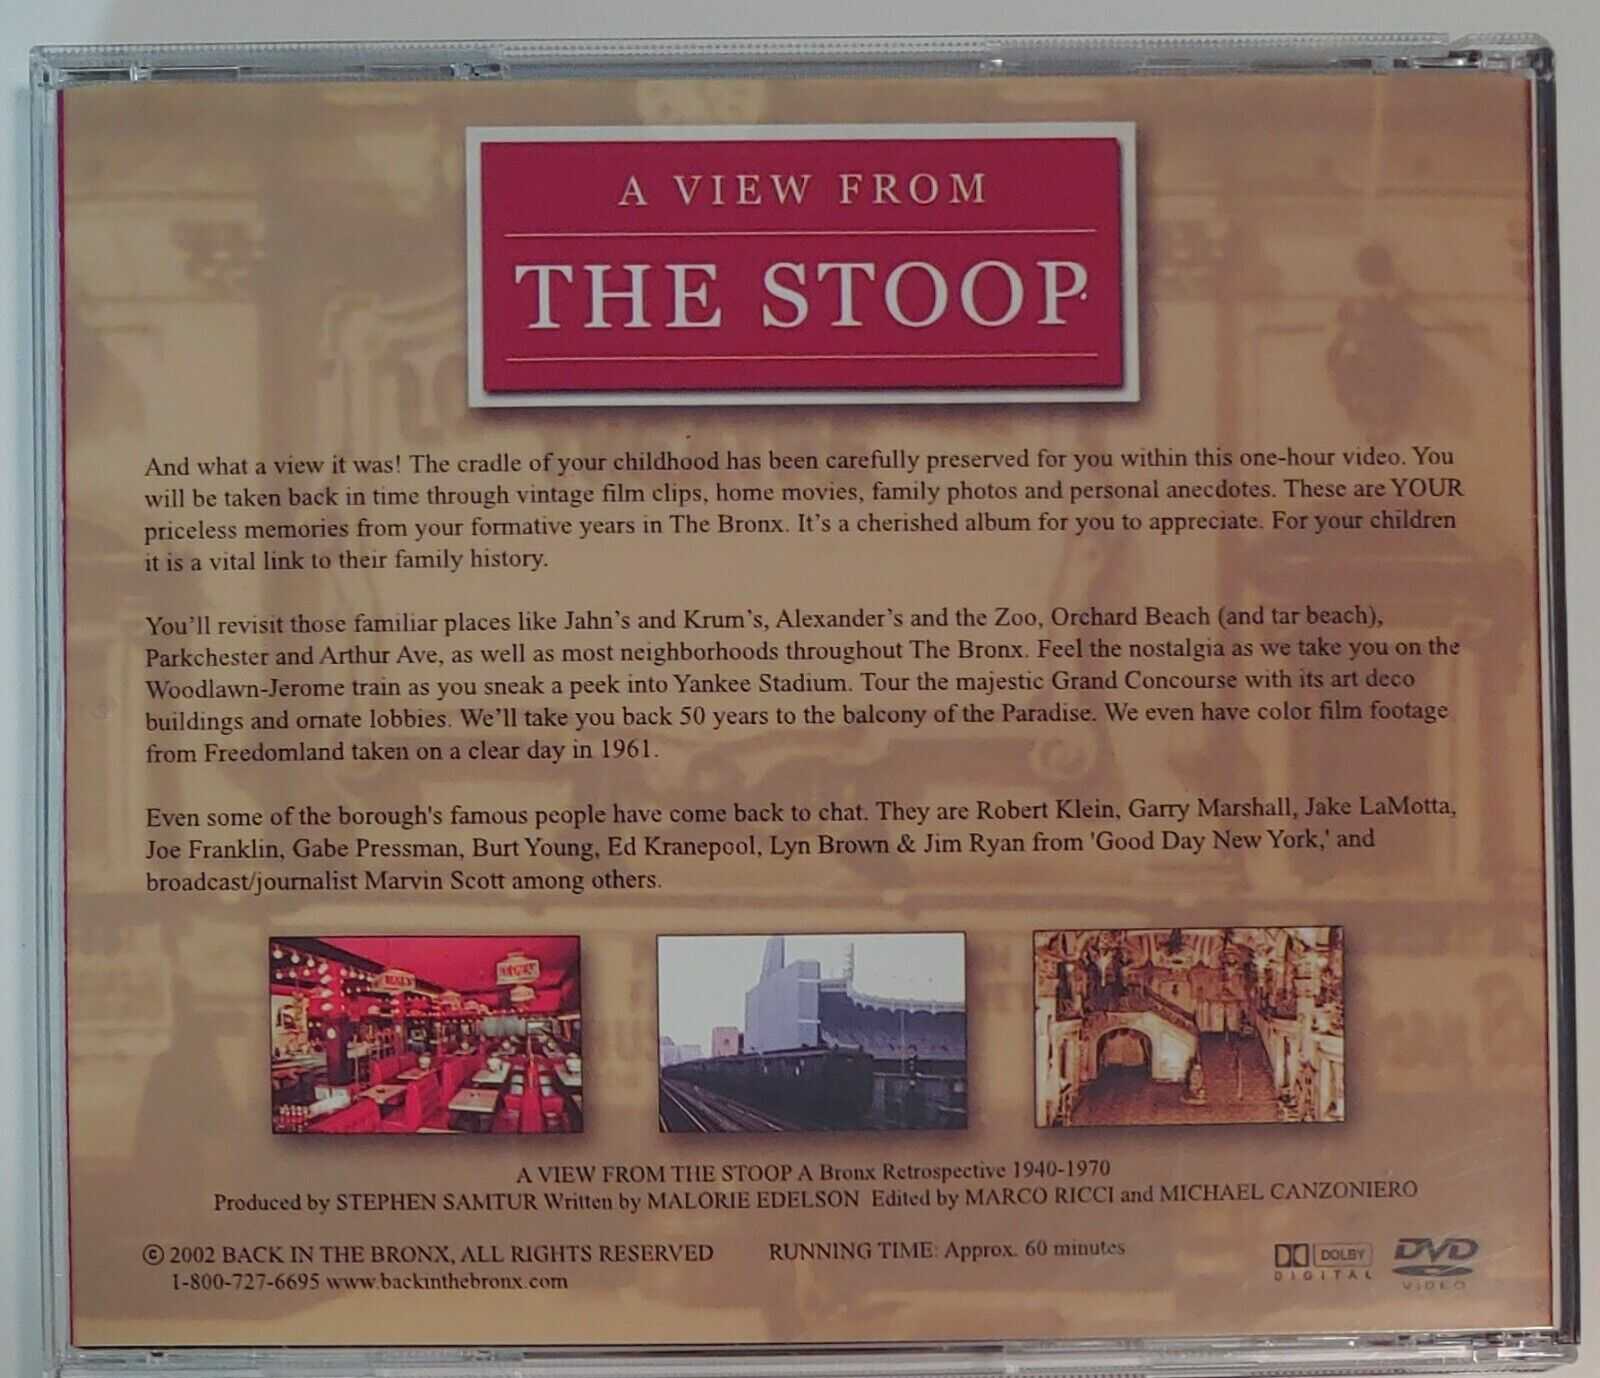 A VIEW FROM
THE STOOP
And what a view it was! The cradle of your childhood has been carefully preserved for you within this one-hour video. You
will be taken back in time through vintage film clips, home movies, family photos and personal anecdotes. These are YOUR
priceless memories from your formative years in The Bronx. It's a cherished album for you to appreciate. For your children
it is a vital link to their family history.
You'll revisit those familiar places like Jahn's and Krum's, Alexander's and the Zoo, Orchard Beach (and tar beach),
Parkchester and Arthur Ave, as well as most neighborhoods throughout The Bronx. Feel the nostalgia as we take you on the
Woodlawn-Jerome train as you sneak a peek into Yankee Stadium. Tour the majestic Grand Concourse with its art deco
buildings and ornate lobbies. We'll take you back 50 years to the balcony of the Paradise. We even have color film footage
from Freedomland taken on a clear day in 1961.
Even some of the borough's famous people have come back to chat. They are Robert Klein, Garry Marshall, Jake LaMotta,
Joe Franklin, Gabe Pressman, Burt Young, Ed Kranepool, Lyn Brown & Jim Ryan from 'Good Day New York,' and
broadcast/journalist Marvin Scott among others.
A VIEW FROM THE STOOP A Bronx Retrospective 1940-1970
Produced by STEPHEN SAMTUR Written by MALORIE EDELSON Edited by MARCO RICCI and MICHAEL CANZONIERO
© 2002 BACK IN THE BRONX, ALL RIGHTS RESERVED RUNNING TIME: Approx. 60 minutes
1-800-727-6695 www.backinthebronx.com
DOLBY
DIGITAL
DVD
VIDEO